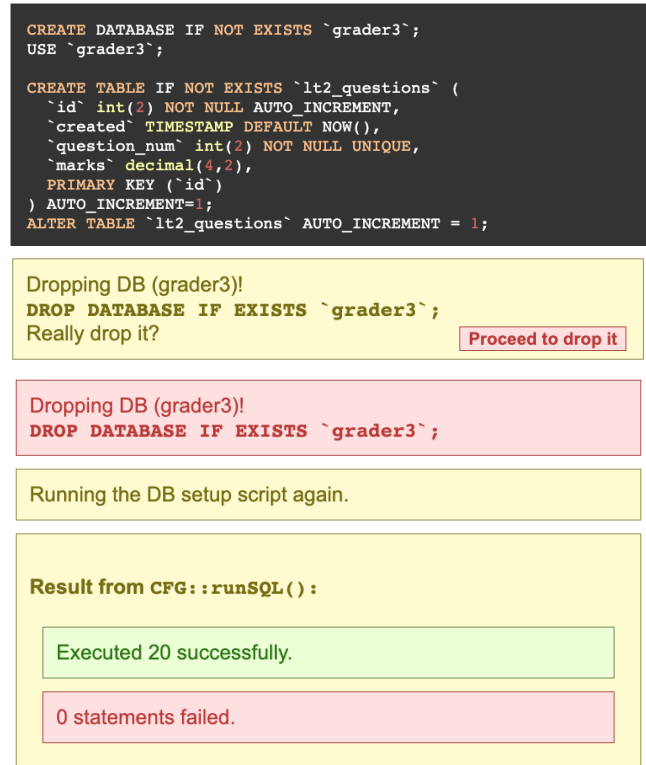 CREATE DATABASE IF NOT EXISTS `grader3`;
USE `grader3`;
CREATE TABLE IF NOT EXISTS `lt2_questions` (
  `id` int(2) NOT NULL AUTO_INCREMENT,
  `created` TIMESTAMP DEFAULT NOW(),
  `question_num` int(2) NOT NULL UNIQUE,
  `marks` decimal(4,2),
  PRIMARY KEY (`id`)
) AUTO_INCREMENT=1;
ALTER TABLE `lt2_questions` AUTO_INCREMENT = 1;
Dropping DB (grader3)!
DROP DATABASE IF EXISTS `grader3`;
Really drop it?
Proceed to drop it
Dropping DB (grader3)!
DROP DATABASE IF EXISTS `grader3`;
Running the DB setup script again.
Result from CFG::runSQL():
Executed 20 successfully.
0 statements failed.